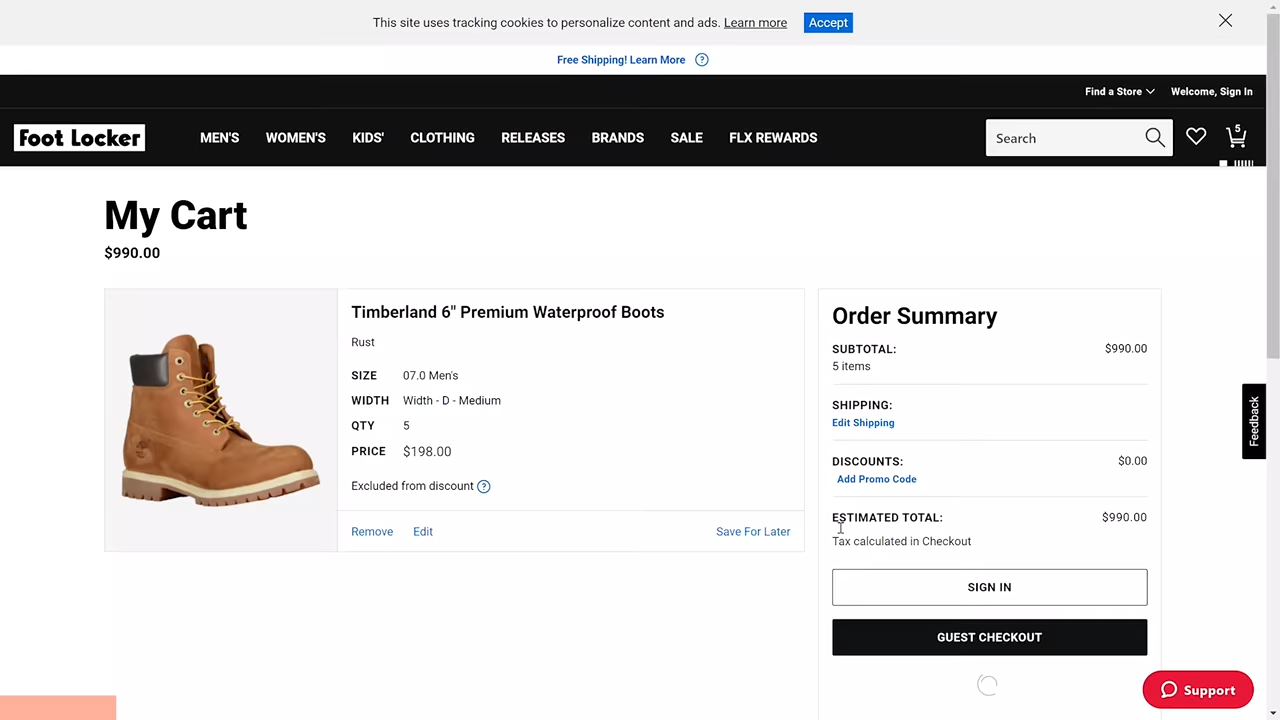 This site uses tracking cookies to personalize content and ads. Learn more Accept
Free Shipping! Learn More ?
Find a Store Welcome, Sign In
Foot Locker MEN'S WOMEN'S KIDS' CLOTHING RELEASES BRANDS SALE FLX REWARDS Search 5
My Cart
$990.00
Timberland 6" Premium Waterproof Boots
Rust
SIZE 07.0 Men's
WIDTH Width - D - Medium
QTY 5
PRICE $198.00
Excluded from discount ?
Remove Edit Save For Later
Order Summary
SUBTOTAL: $990.00
5 items
SHIPPING:
Edit Shipping
DISCOUNTS: $0.00
Add Promo Code
ESTIMATED TOTAL: $990.00
Tax calculated in Checkout
SIGN IN
GUEST CHECKOUT
Feedback
Support